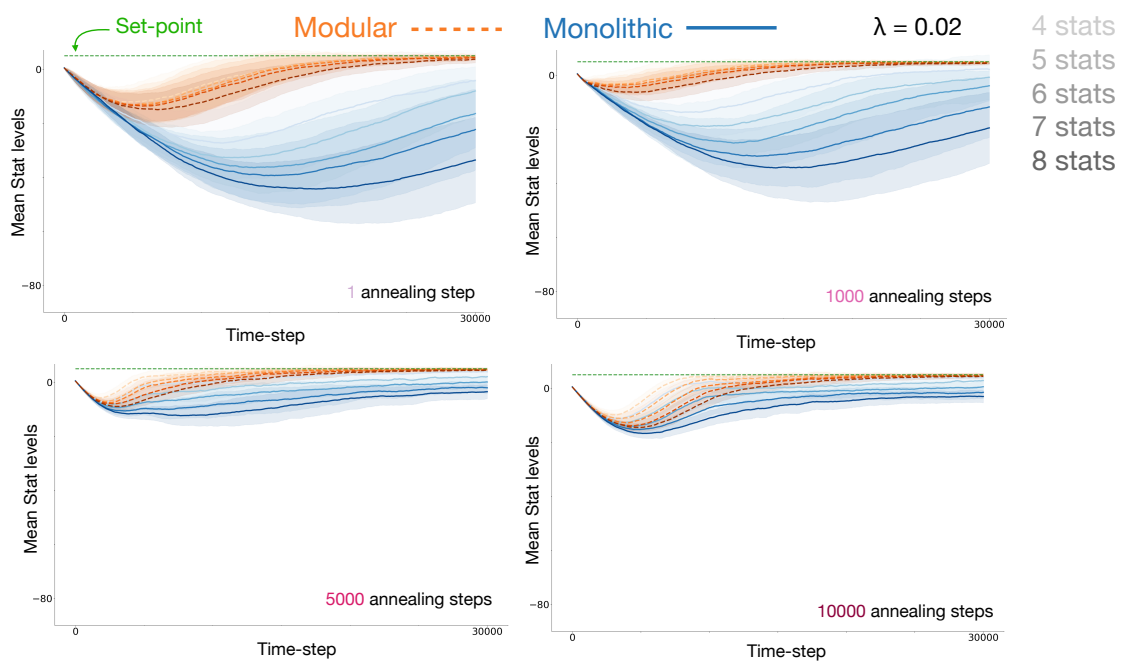 Set-point
Modular
Monolithic
λ = 0.02
4 stats
5 stats
6 stats
7 stats
8 stats
Mean Stat levels
0
−80
1 annealing step
0
30000
Time-step
Mean Stat levels
0
−80
1000 annealing steps
0
30000
Time-step
Mean Stat levels
0
−80
5000 annealing steps
0
30000
Time-step
Mean Stat levels
0
−80
10000 annealing steps
0
30000
Time-step